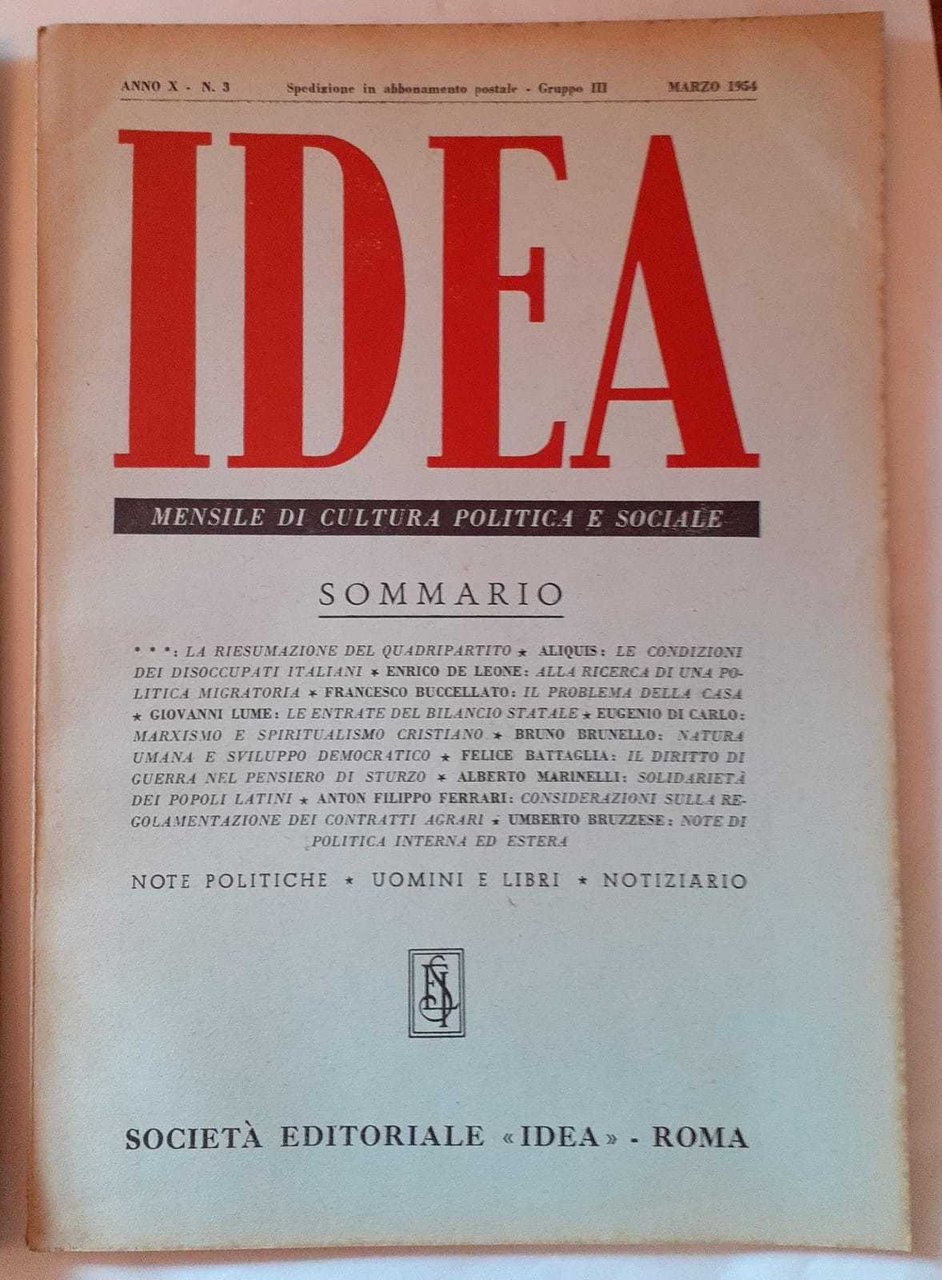 ANNO X - N. 3 Spedizione in abbonamento postale - Gruppo III MARZO 1954
IDEA
MENSILE DI CULTURA POLITICA E SOCIALE
SOMMARIO
* * *: LA RIESUMAZIONE DEL QUADRIPARTITO ★ ALIQUIS: LE CONDIZIONI
DEI DISOCCUPATI ITALIANI ★ ENRICO DE LEONE: ALLA RICERCA DI UNA PO-
LITICA MIGRATORIA ★ FRANCESCO BUCCELLATO: IL PROBLEMA DELLA CASA
★ GIOVANNI LUME: LE ENTRATE DEL BILANCIO STATALE ★ EUGENIO DI CARLO:
MARXISMO E SPIRITUALISMO CRISTIANO ★ BRUNO BRUNELLO: NATURA
UMANA E SVILUPPO DEMOCRATICO ★ FELICE BATTAGLIA: IL DIRITTO DI
GUERRA NEL PENSIERO DI STURZO ★ ALBERTO MARINELLI: SOLIDARIETÀ
DEI POPOLI LATINI ★ ANTON FILIPPO FERRARI: CONSIDERAZIONI SULLA RE-
GOLAMENTAZIONE DEI CONTRATTI AGRARI ★ UMBERTO BRUZZESE: NOTE DI
POLITICA INTERNA ED ESTERA
NOTE POLITICHE ★ UOMINI E LIBRI ★ NOTIZIARIO
SOCIETÀ EDITORIALE «IDEA» - ROMA